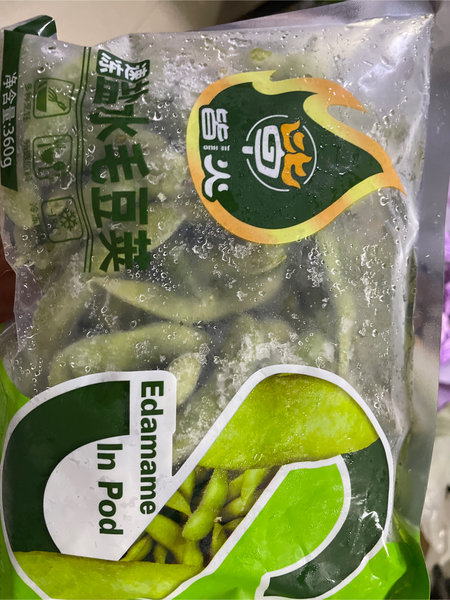 皆火
速冻
盐水毛豆荚
净含量:360g
Edamame
In Pod